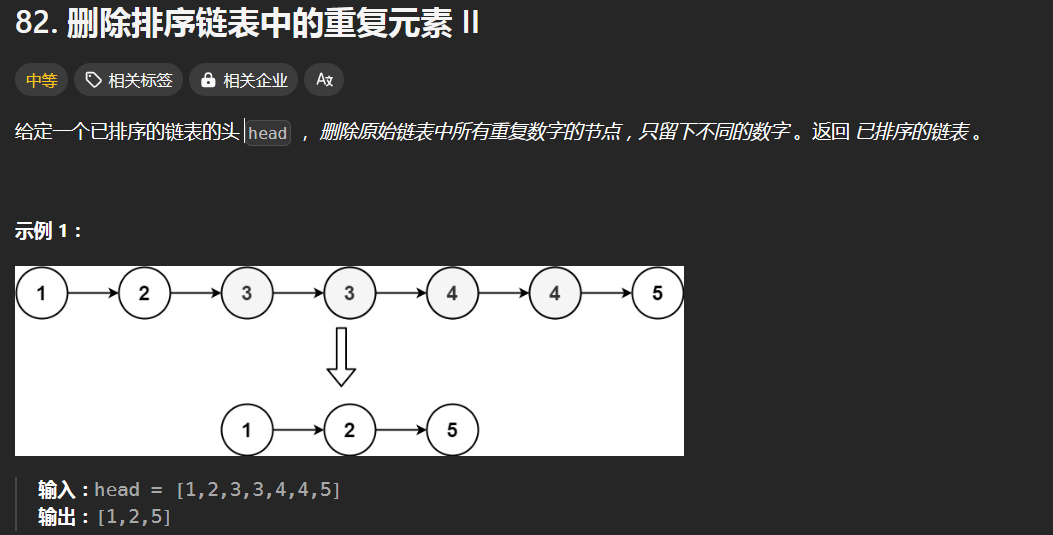 82. 删除排序链表中的重复元素 II
中等 相关标签 相关企业 Aあ
给定一个已排序的链表的头 head ， 删除原始链表中所有重复数字的节点，只留下不同的数字 。返回 已排序的链表 。
示例 1：
1 2 3 3 4 4 5
1 2 5
输入：head = [1,2,3,3,4,4,5]
输出：[1,2,5]